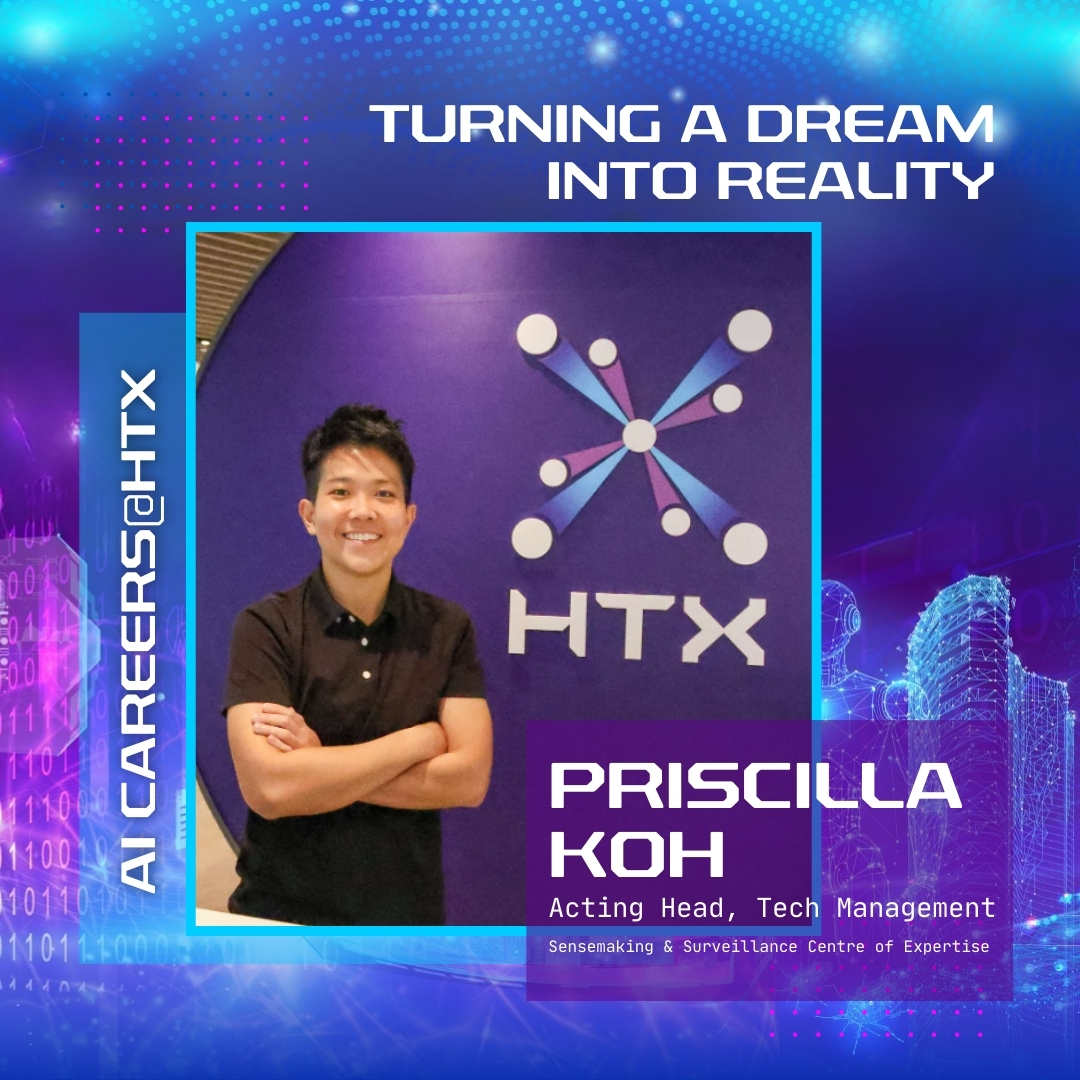 TURNING A DREAM
INTO REALITY
AI CAREERS@HTX
HTX
PRISCILLA
KOH
Acting Head, Tech Management
Sensemaking & Surveillance Centre of Expertise